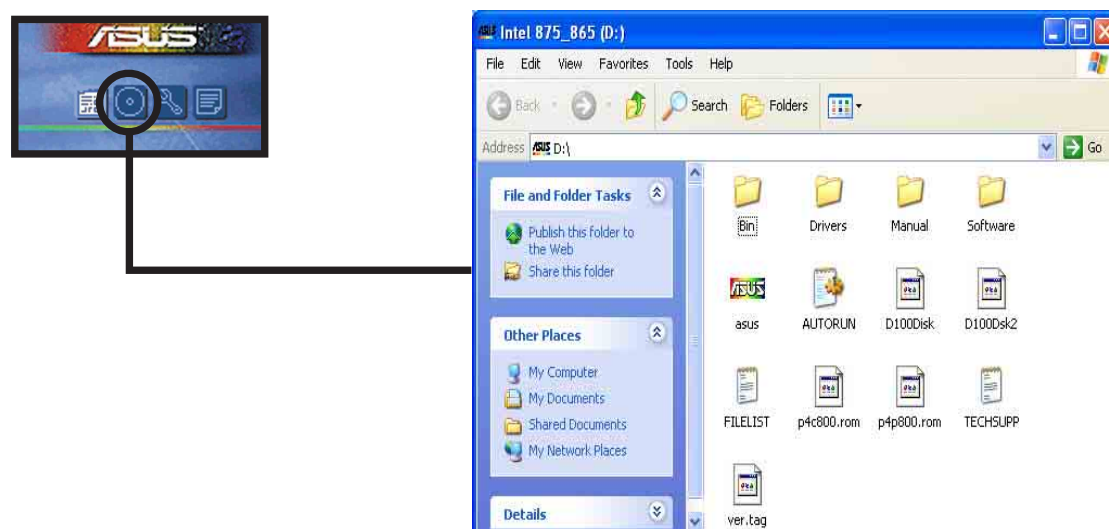 ASUS
Intel 875_865 (D:)
File Edit View Favorites Tools Help
Back Search Folders
Address D:\ Go
File and Folder Tasks
Publish this folder to
the Web
Share this folder
Other Places
My Computer
My Documents
Shared Documents
My Network Places
Details
Bin Drivers Manual Software
asus AUTORUN D100Disk D100Dsk2
FILELIST p4c800.rom p4p800.rom TECHSUPP
ver.tag